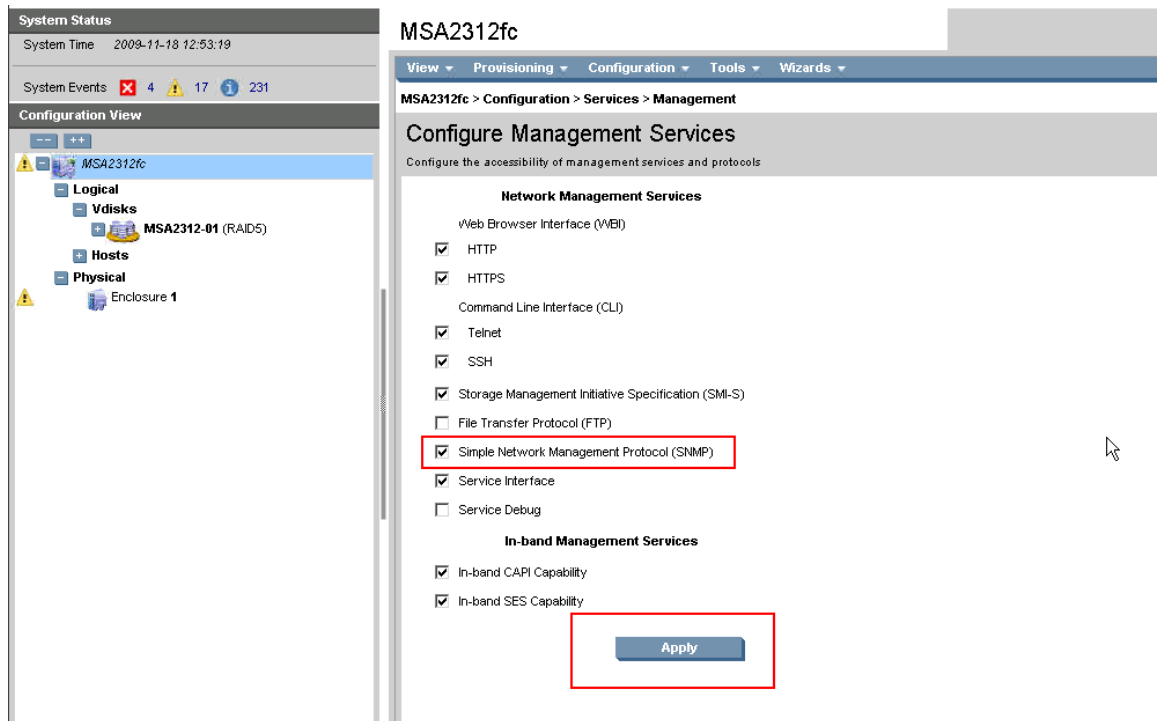 System Status
System Time 2009-11-18 12:53:19
System Events 4 17 231
Configuration View
-- ++
MSA2312fc
Logical
Vdisks
MSA2312-01 (RAID5)
Hosts
Physical
Enclosure 1
MSA2312fc
View Provisioning Configuration Tools Wizards
MSA2312fc > Configuration > Services > Management
Configure Management Services
Configure the accessibility of management services and protocols
Network Management Services
Web Browser Interface (WBI)
HTTP
HTTPS
Command Line Interface (CLI)
Telnet
SSH
Storage Management Initiative Specification (SMI-S)
File Transfer Protocol (FTP)
Simple Network Management Protocol (SNMP)
Service Interface
Service Debug
In-band Management Services
In-band CAPI Capability
In-band SES Capability
Apply